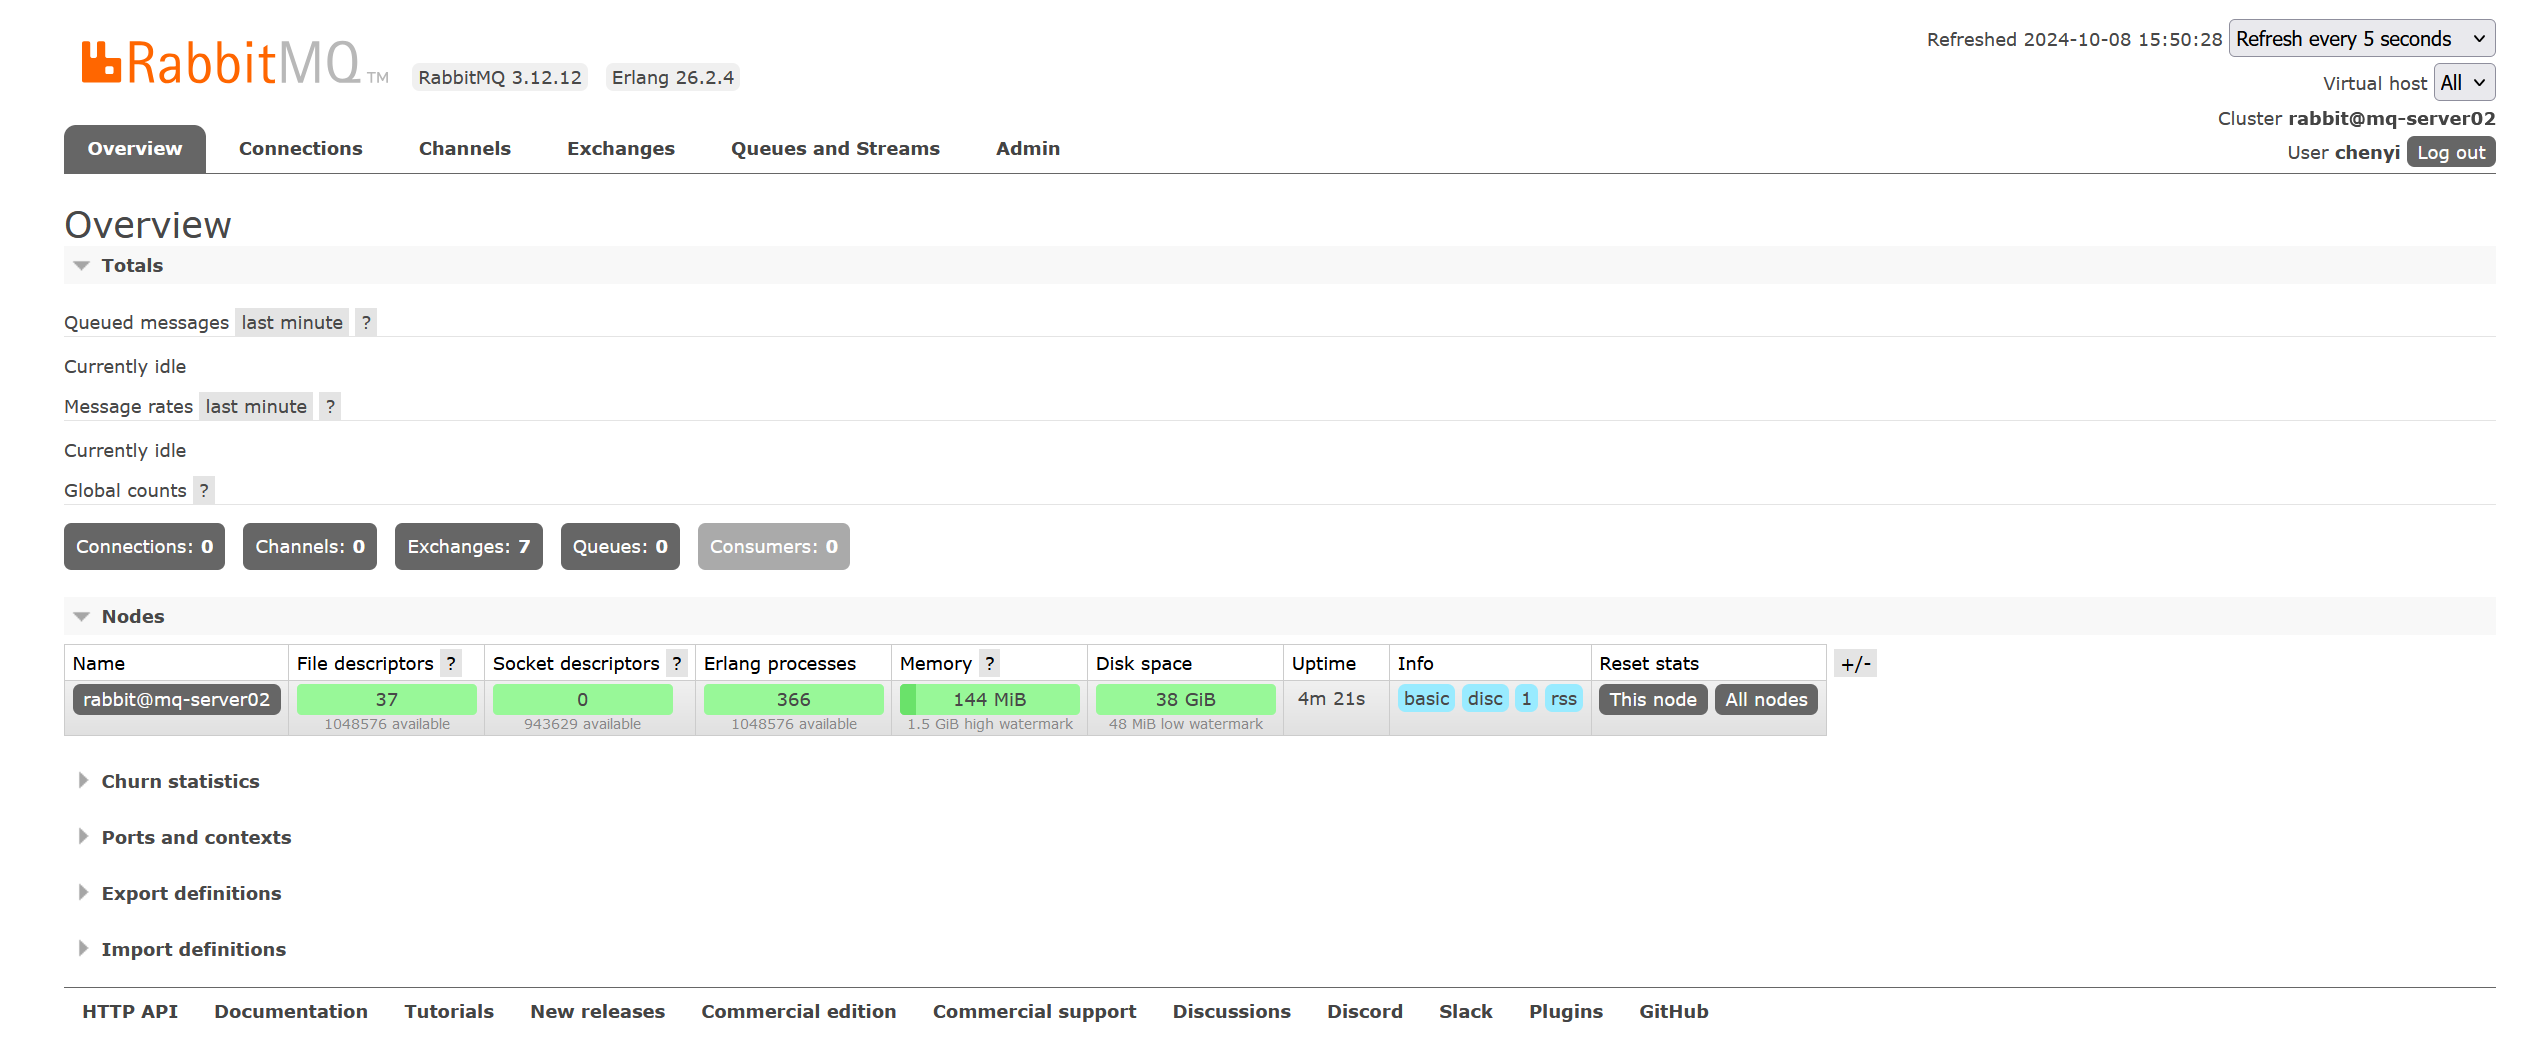 RabbitMQ TM RabbitMQ 3.12.12 Erlang 26.2.4
Refreshed 2024-10-08 15:50:28 Refresh every 5 seconds
Virtual host All
Cluster rabbit@mq-server02
User chenyi Log out
Overview Connections Channels Exchanges Queues and Streams Admin
Overview
Totals
Queued messages last minute ?
Currently idle
Message rates last minute ?
Currently idle
Global counts ?
Connections: 0 Channels: 0 Exchanges: 7 Queues: 0 Consumers: 0
Nodes
Name File descriptors ? Socket descriptors ? Erlang processes Memory ? Disk space Uptime Info Reset stats +/-
rabbit@mq-server02 37 0 366 144 MiB 38 GiB 4m 21s basic disc 1 rss This node All nodes
1048576 available 943629 available 1048576 available 1.5 GiB high watermark 48 MiB low watermark
Churn statistics
Ports and contexts
Export definitions
Import definitions
HTTP API Documentation Tutorials New releases Commercial edition Commercial support Discussions Discord Slack Plugins GitHub